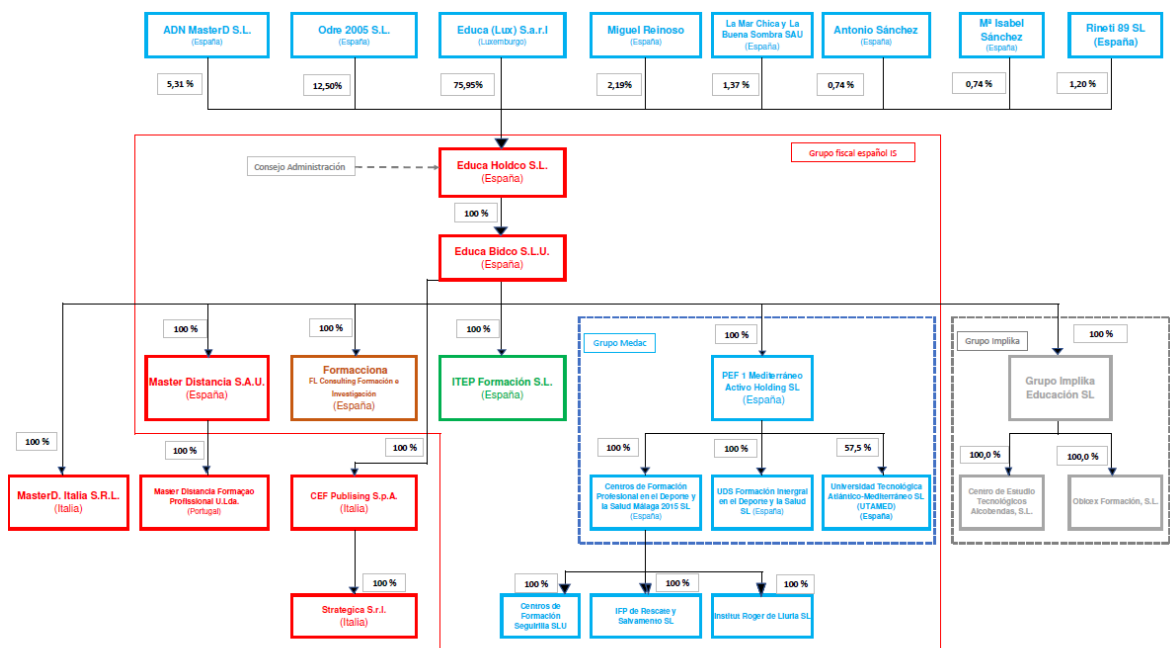 ADN MasterD S.L.
(España)
Odre 2005 S.L.
(España)
Educa (Lux) S.a.r.l
(Luxemburgo)
Miguel Reinoso
(España)
La Mar Chica y La
Buena Sombra SAU
(España)
Antonio Sánchez
(España)
Mª Isabel
Sánchez
(España)
Rineti 89 SL
(España)
5,31 %
12,50%
75,95%
2,19%
1,37 %
0,74 %
0,74 %
1,20 %
Grupo fiscal español IS
Consejo Administración
Educa Holdco S.L.
(España)
100 %
Educa Bidco S.L.U.
(España)
100 %
100 %
100 %
Grupo Medac
100 %
Grupo Implika
100 %
Master Distancia S.A.U.
(España)
Formacciona
FL Consulting Formación e
Investigación
(España)
ITEP Formación S.L.
(España)
PEF 1 Mediterráneo
Activo Holding SL
(España)
Grupo Implika
Educación SL
100 %
100 %
100 %
100 %
100 %
57,5 %
100,0 %
100,0 %
MasterD. Italia S.R.L.
(Italia)
Master Distancia Formaçao
Profissional U.Llda.
(Portugal)
CEF Publising S.p.A.
(Italia)
Centros de Formación
Profesional en el Deporte y
la Salud Málaga 2015 SL
(España)
UDS Formación Intergral
en el Deporte y la Salud
SL (España)
Universidad Tecnológica
Atlántico-Mediterráneo SL
(UTAMED)
(España)
Centro de Estudio
Tecnológicos
Alcobendas, S.L.
Obicex Formación, S.L.
100 %
100 %
100 %
100 %
Strategica S.r.l.
(Italia)
Centros de
Formación
Seguirilla SLU
IFP de Rescate y
Salvamento SL
Institut Roger de Lluria SL